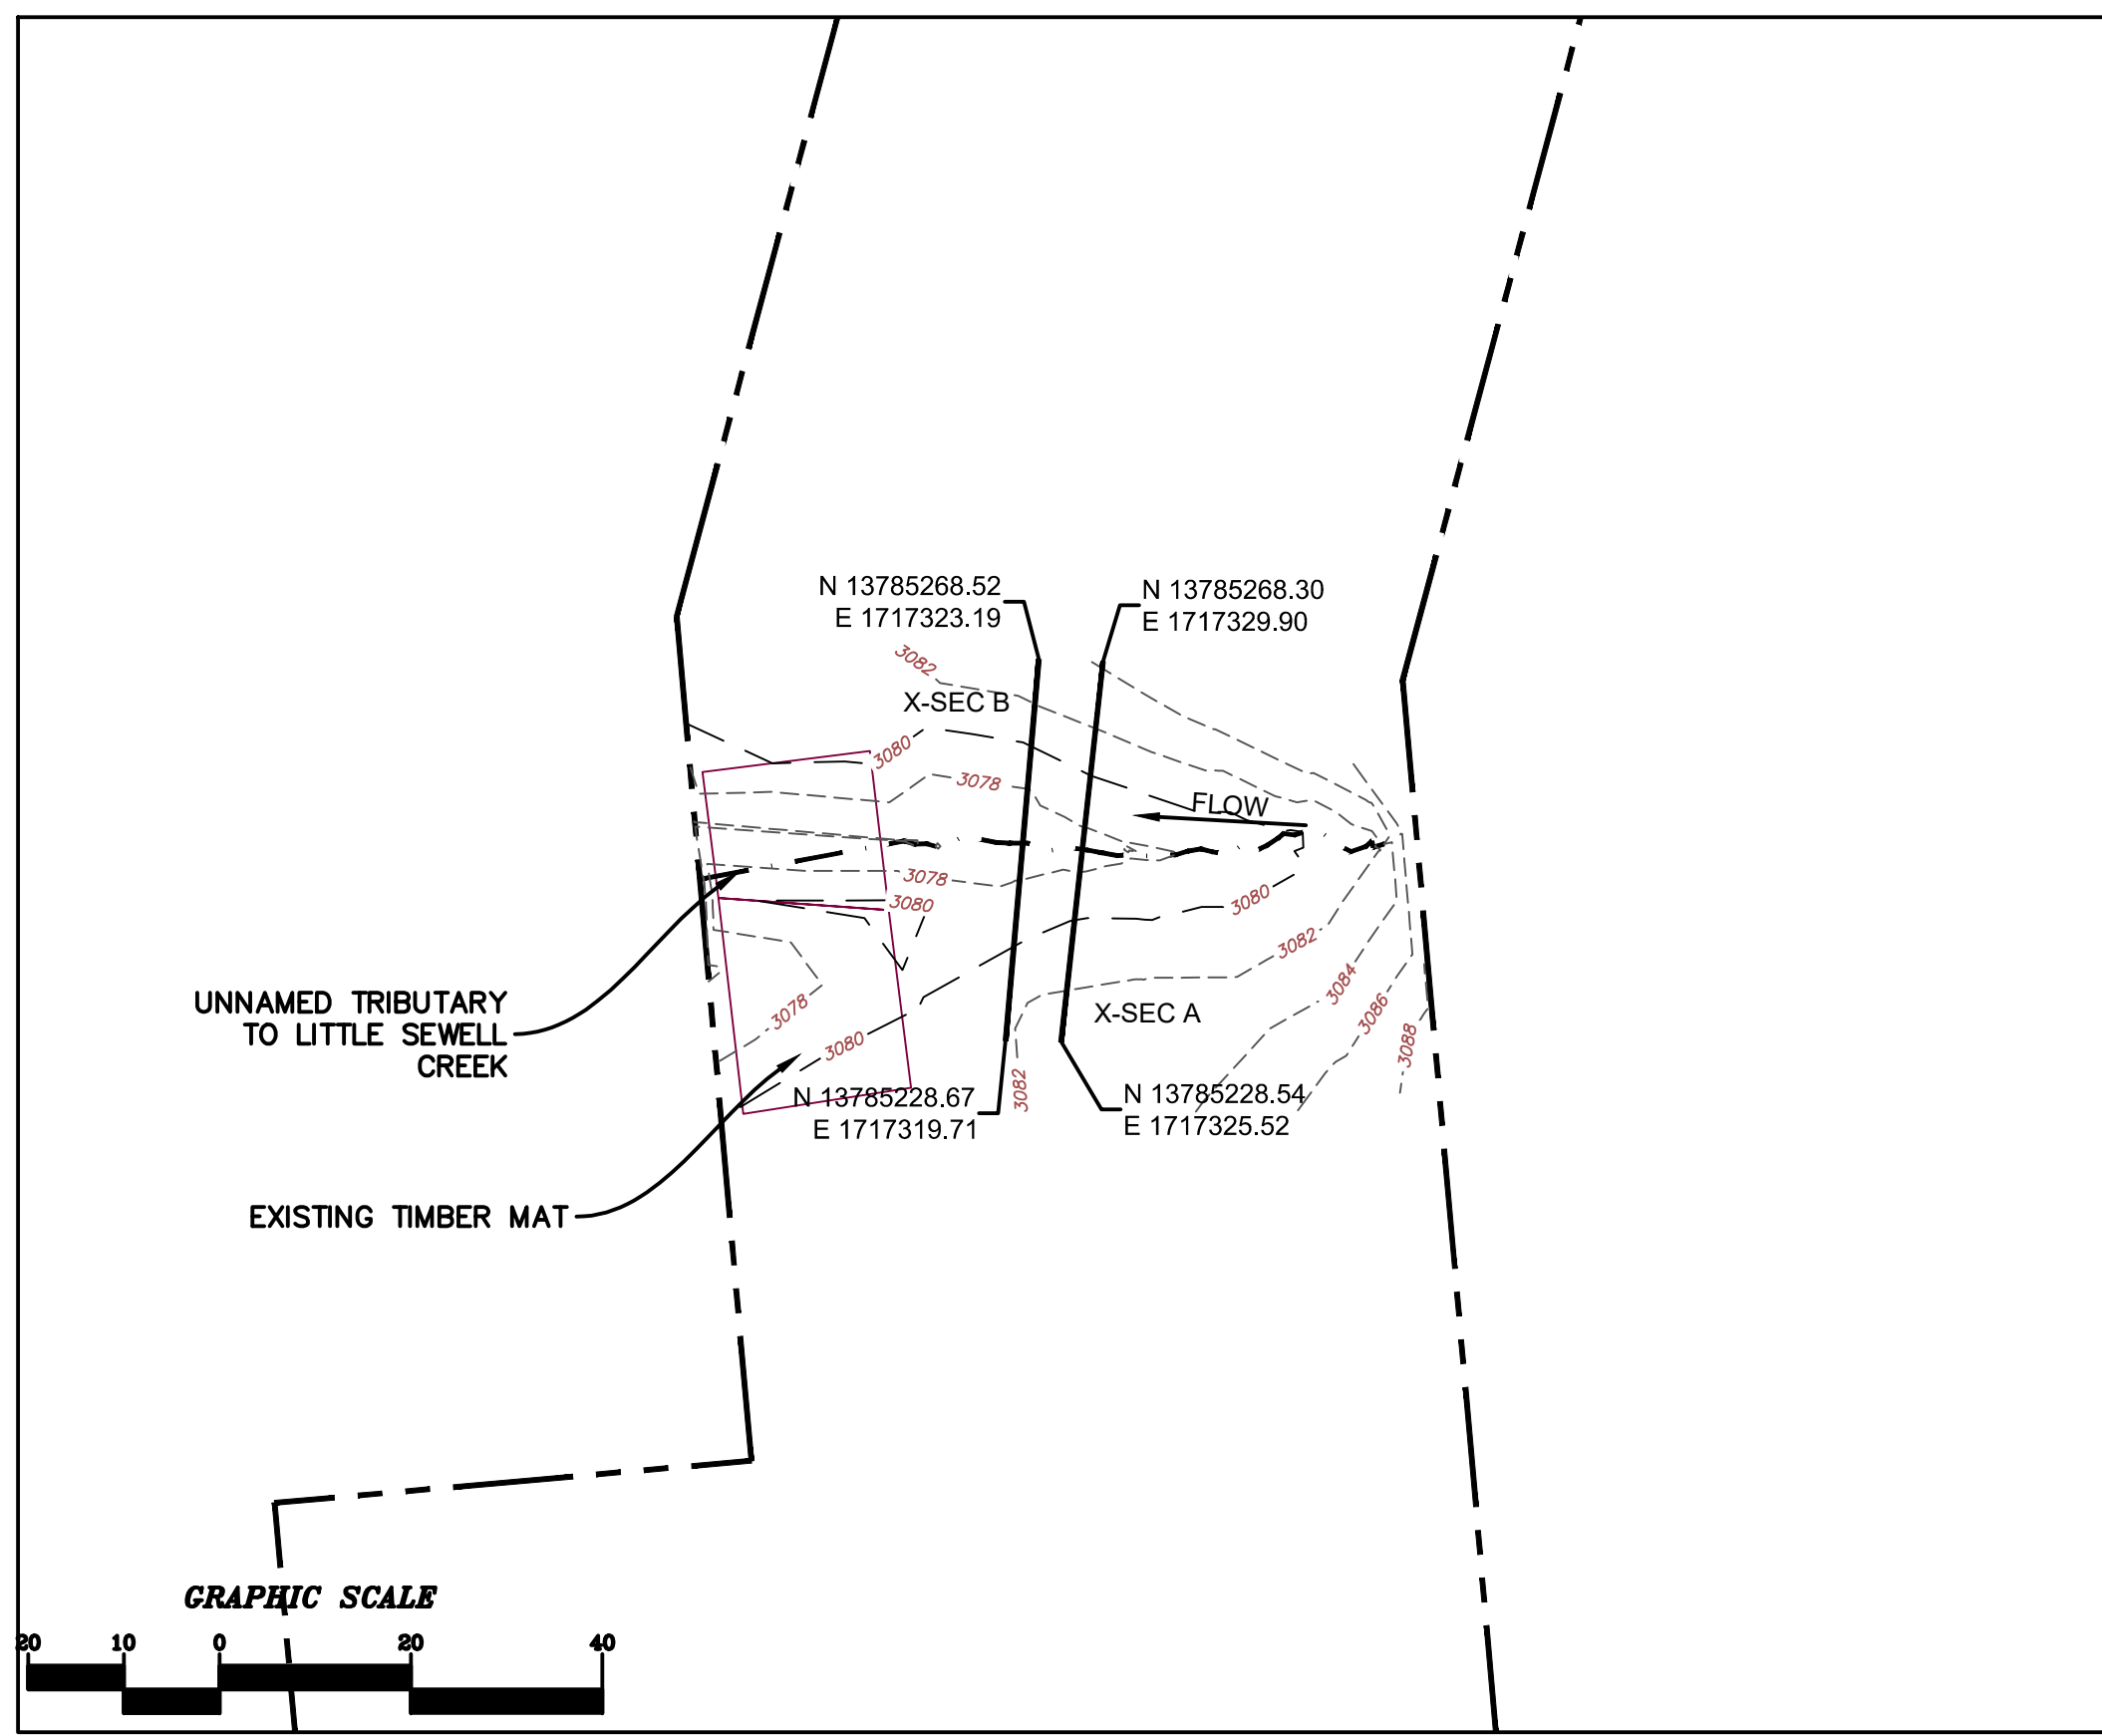 N 13785268.52
E 1717323.19
N 13785268.30
E 1717329.90
3082
X-SEC B
3080
3078
FLOW
3078
3080
3080
3082
3084
3086
3088
3078
3080
3082
X-SEC A
UNNAMED TRIBUTARY
TO LITTLE SEWELL
CREEK
N 13785228.67
E 1717319.71
N 13785228.54
E 1717325.52
EXISTING TIMBER MAT
GRAPHIC SCALE
20 10 0 20 40